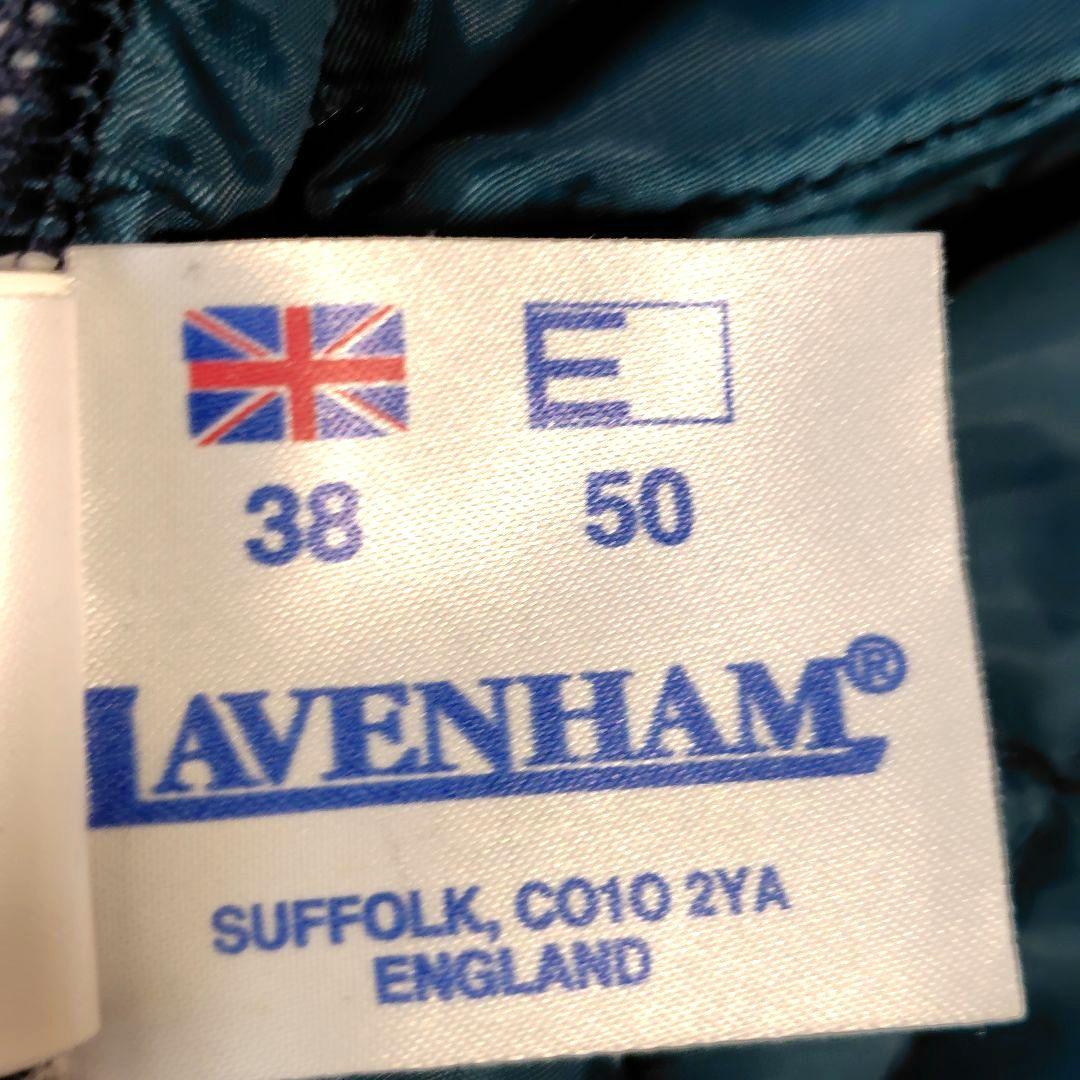 E
38 50
LAVENHAM®
SUFFOLK, CO10 2YA
ENGLAND